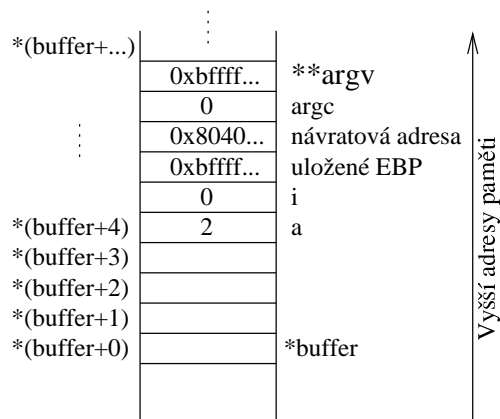 *(buffer+...)
0xbffff... **argv
0 argc
0x8040... návratová adresa
0xbffff... uložené EBP
0 i
*(buffer+4) 2 a
*(buffer+3)
*(buffer+2)
*(buffer+1)
*(buffer+0) *buffer
Vyšší adresy paměti